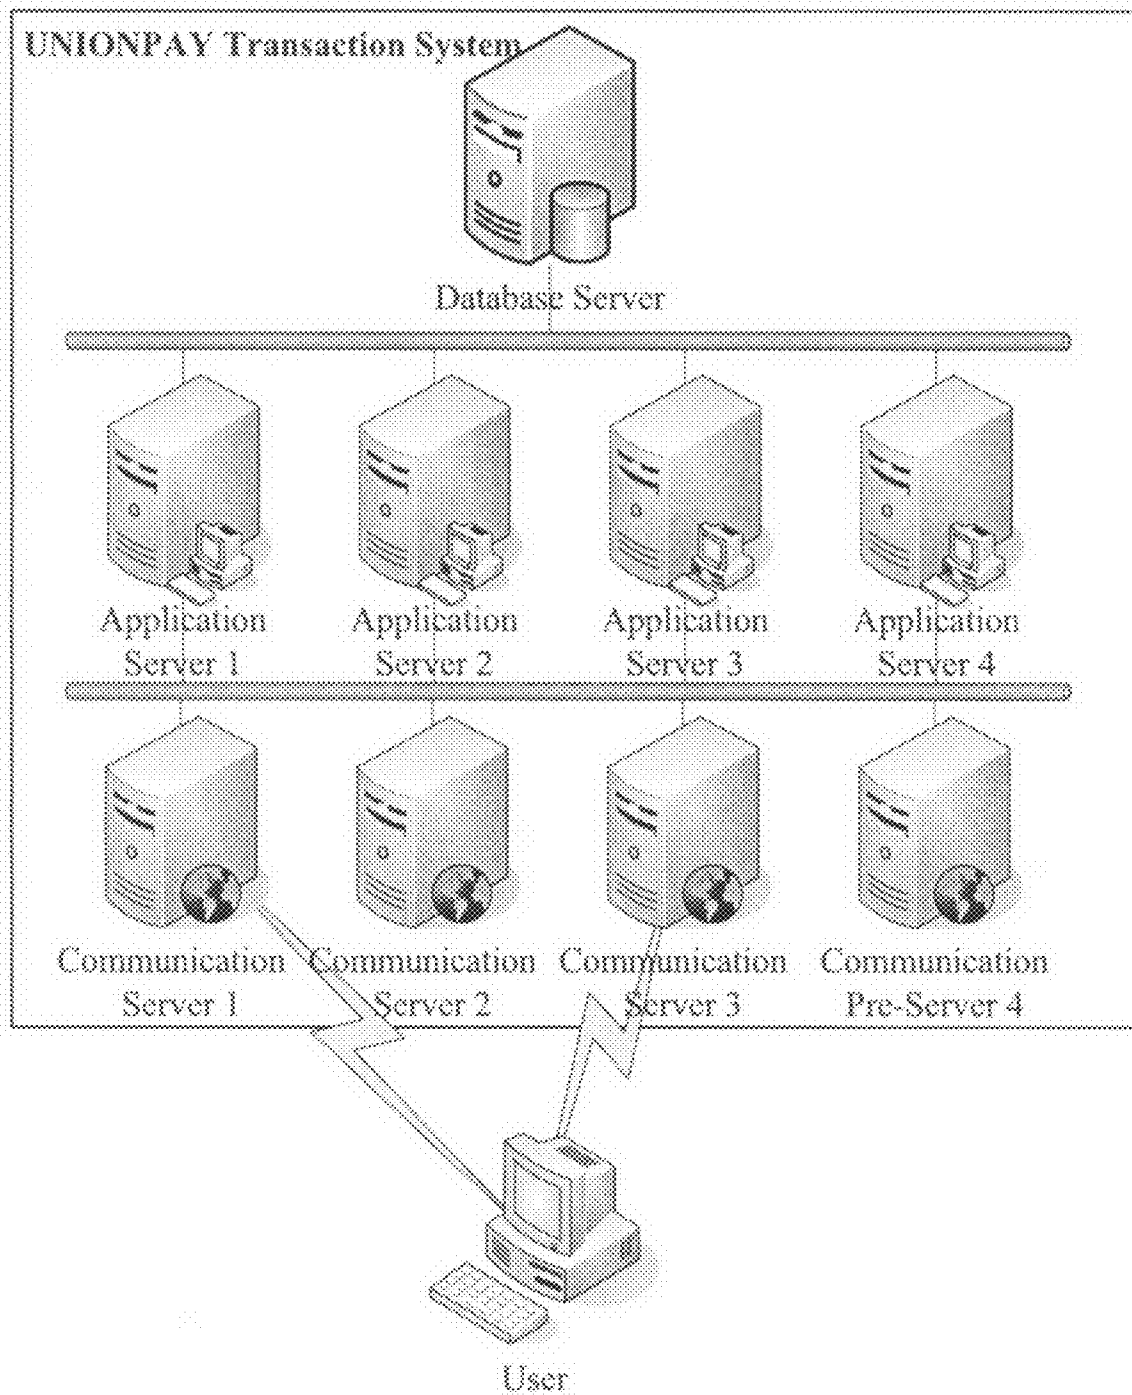 UNIONPAY Transaction System
Database Server
Application
Server 1
Application
Server 2
Application
Server 3
Application
Server 4
Communication
Server 1
Communication
Server 2
Communication
Server 3
Communication
Pre-Server 4
User